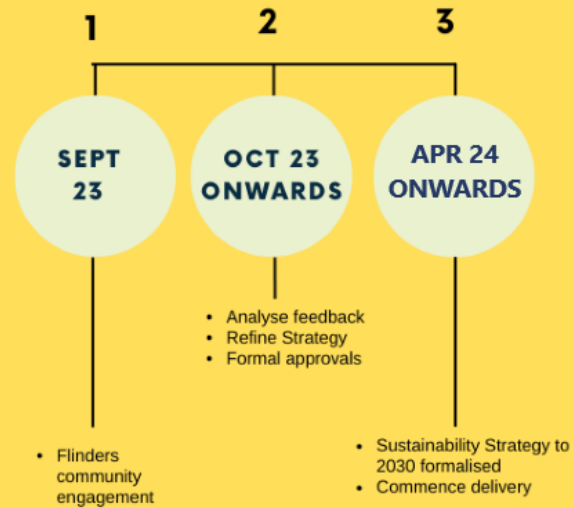 1
2
3
SEPT
23
OCT 23
ONWARDS
APR 24
ONWARDS
• Analyse feedback
• Refine Strategy
• Formal approvals
• Flinders
community
engagement
• Sustainability Strategy to
2030 formalised
• Commence delivery